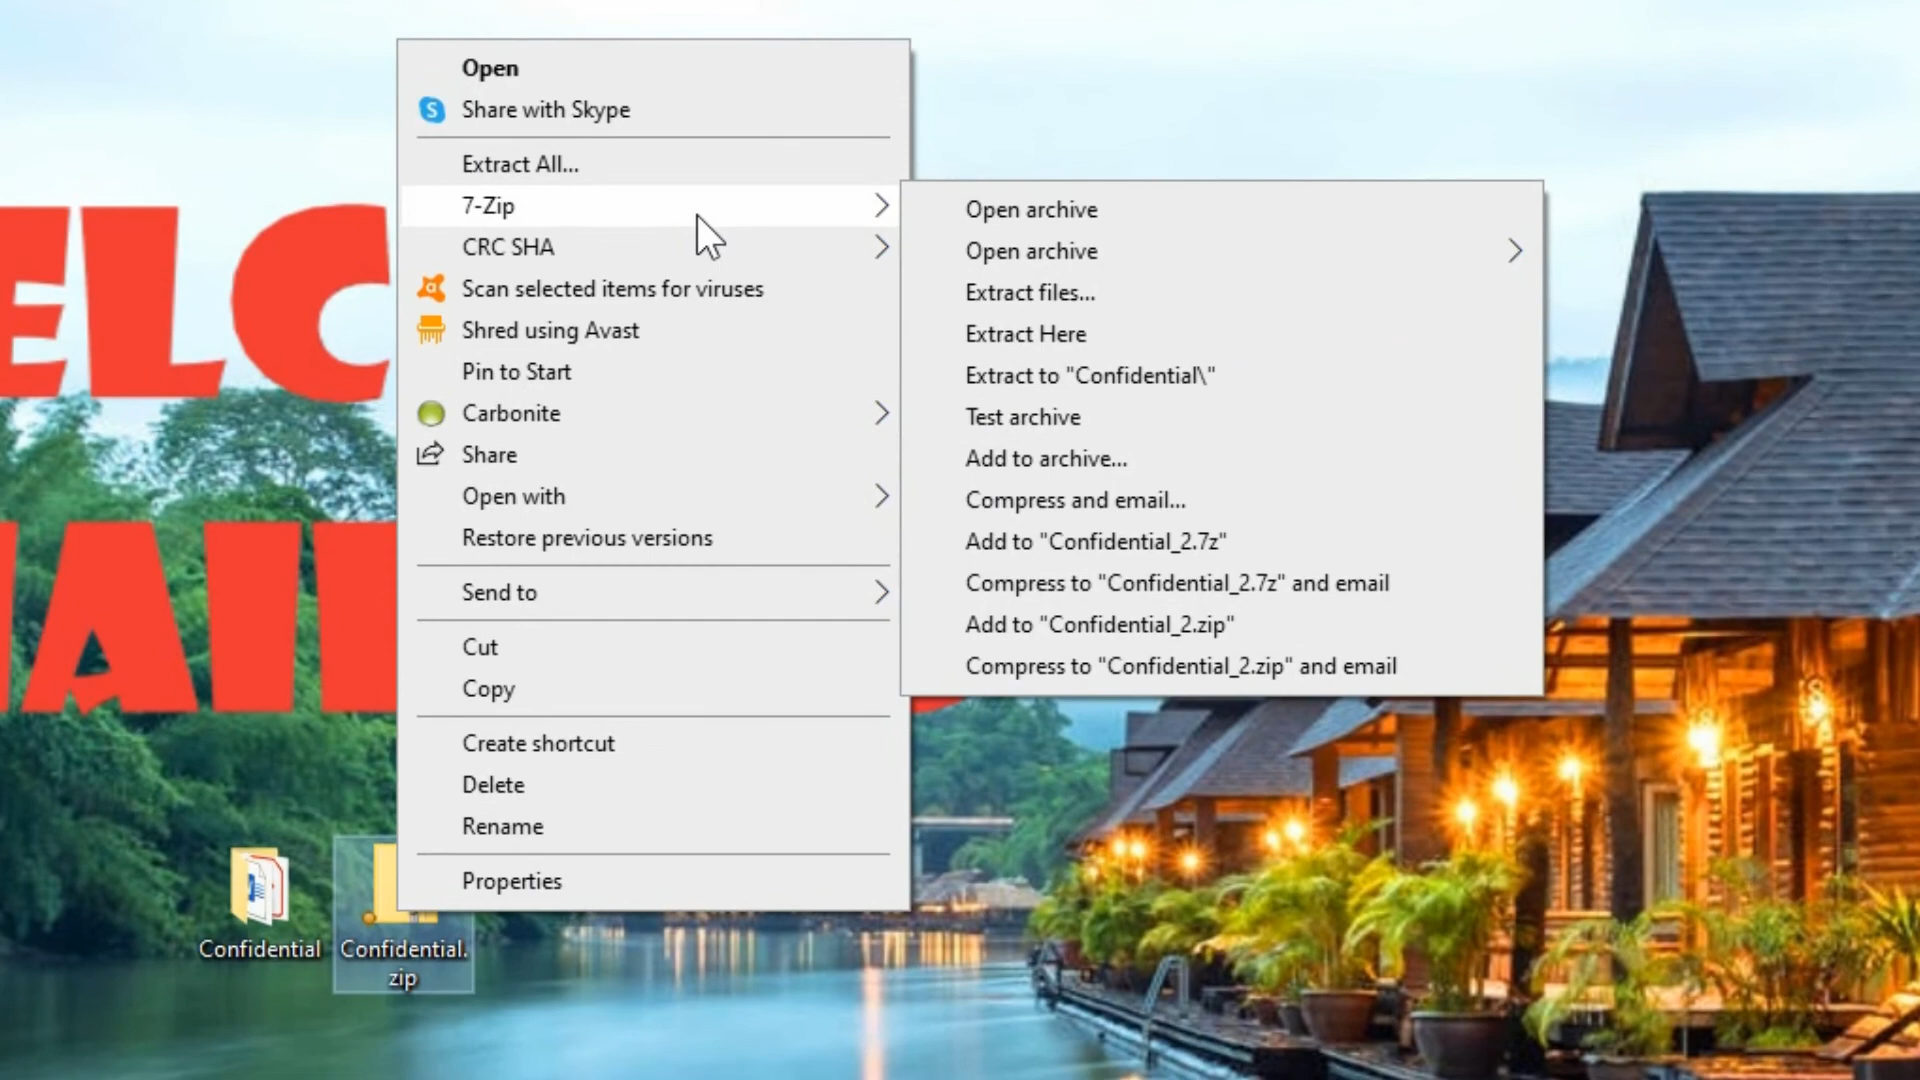 ELC
AII
Open
Share with Skype
Extract All...
7-Zip
CRC SHA
Scan selected items for viruses
Shred using Avast
Pin to Start
Carbonite
Share
Open with
Restore previous versions
Send to
Cut
Copy
Create shortcut
Delete
Rename
Properties
Open archive
Open archive
Extract files...
Extract Here
Extract to "Confidential\"
Test archive
Add to archive...
Compress and email...
Add to "Confidential_2.7z"
Compress to "Confidential_2.7z" and email
Add to "Confidential_2.zip"
Compress to "Confidential_2.zip" and email
Confidential
Confidential.
zip